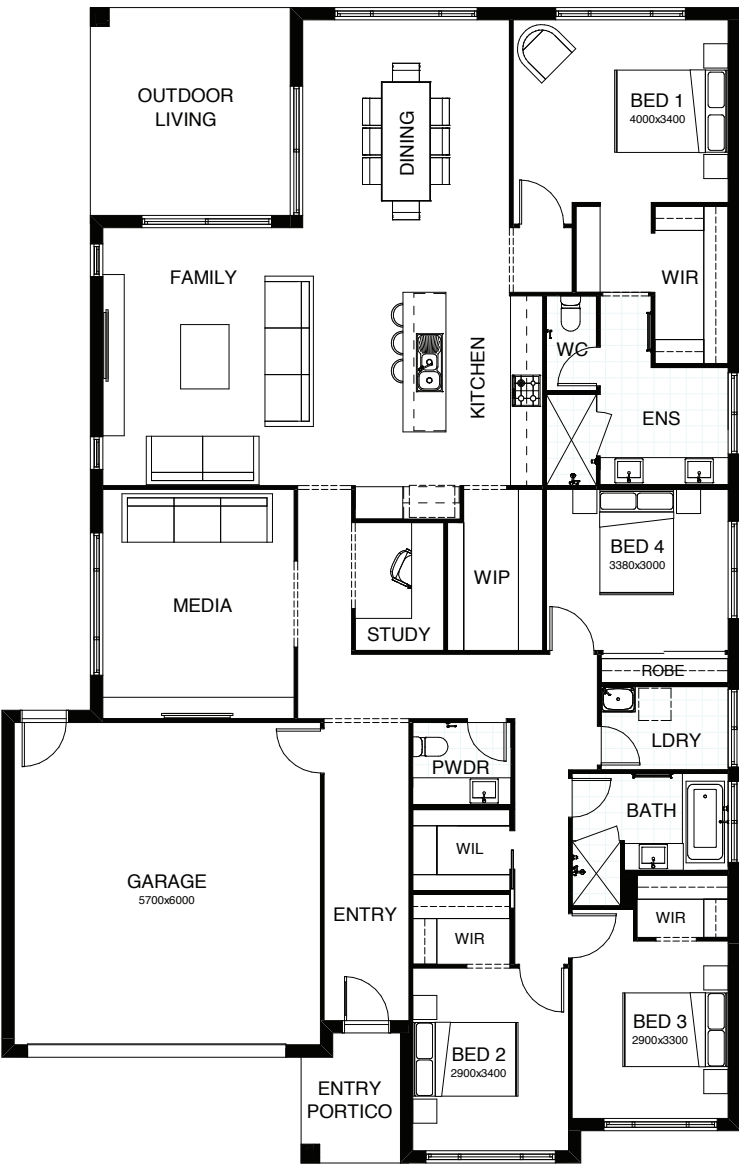 OUTDOOR
LIVING
DINING
BED 1
4000x3400
FAMILY
WIR
KITCHEN
WC
ENS
MEDIA
STUDY
WIP
BED 4
3380x3000
ROBE
LDRY
PWDR
BATH
WIL
GARAGE
5700x6000
ENTRY
WIR
WIR
BED 2
2900x3400
BED 3
2900x3300
ENTRY
PORTICO